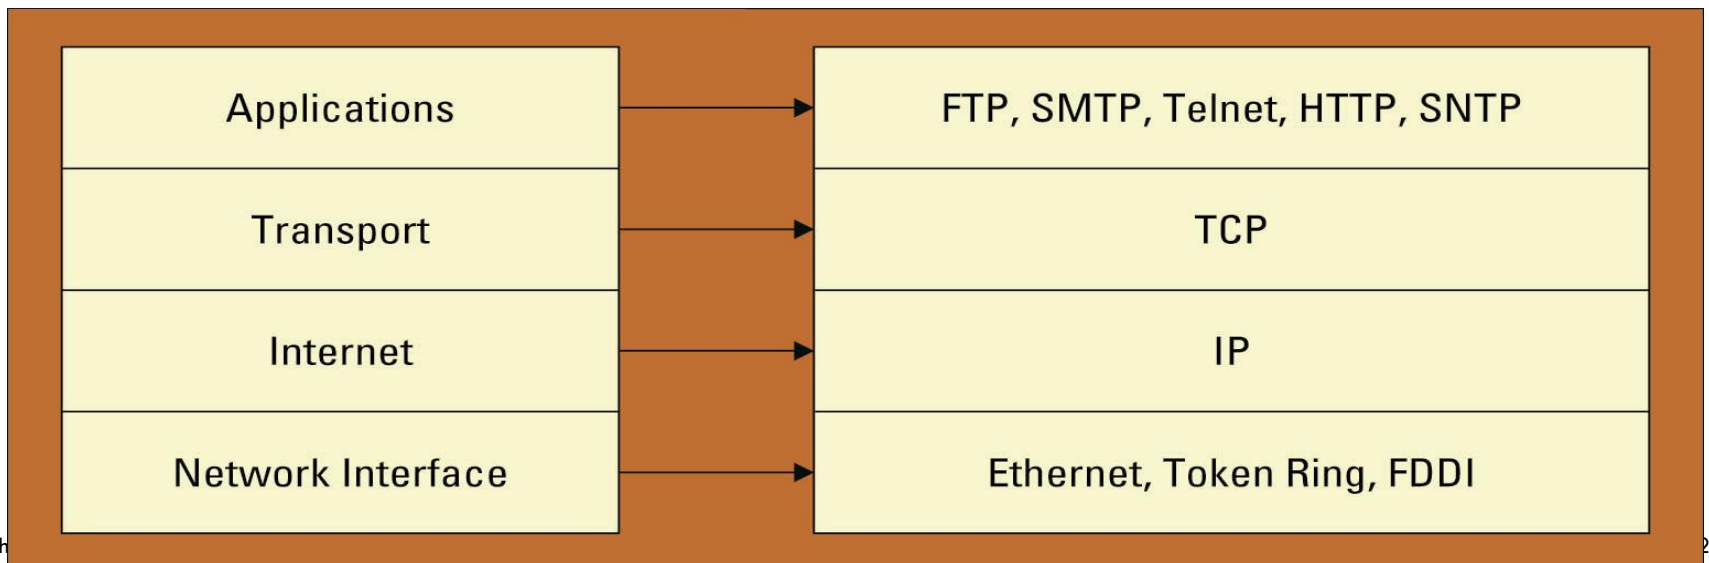 Applications
FTP, SMTP, Telnet, HTTP, SNTP
Transport
TCP
Internet
IP
Network Interface
Ethernet, Token Ring, FDDI